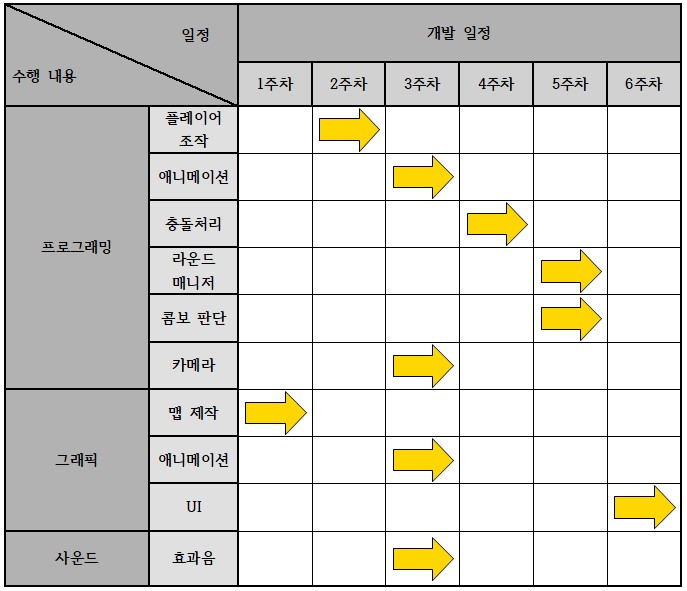 일정
수행 내용
개발 일정
1주차 2주차 3주차 4주차 5주차 6주차
프로그래밍
플레이어
조작
애니메이션
충돌처리
라운드
매니저
콤보 판단
카메라
그래픽
맵 제작
애니메이션
UI
사운드
효과음